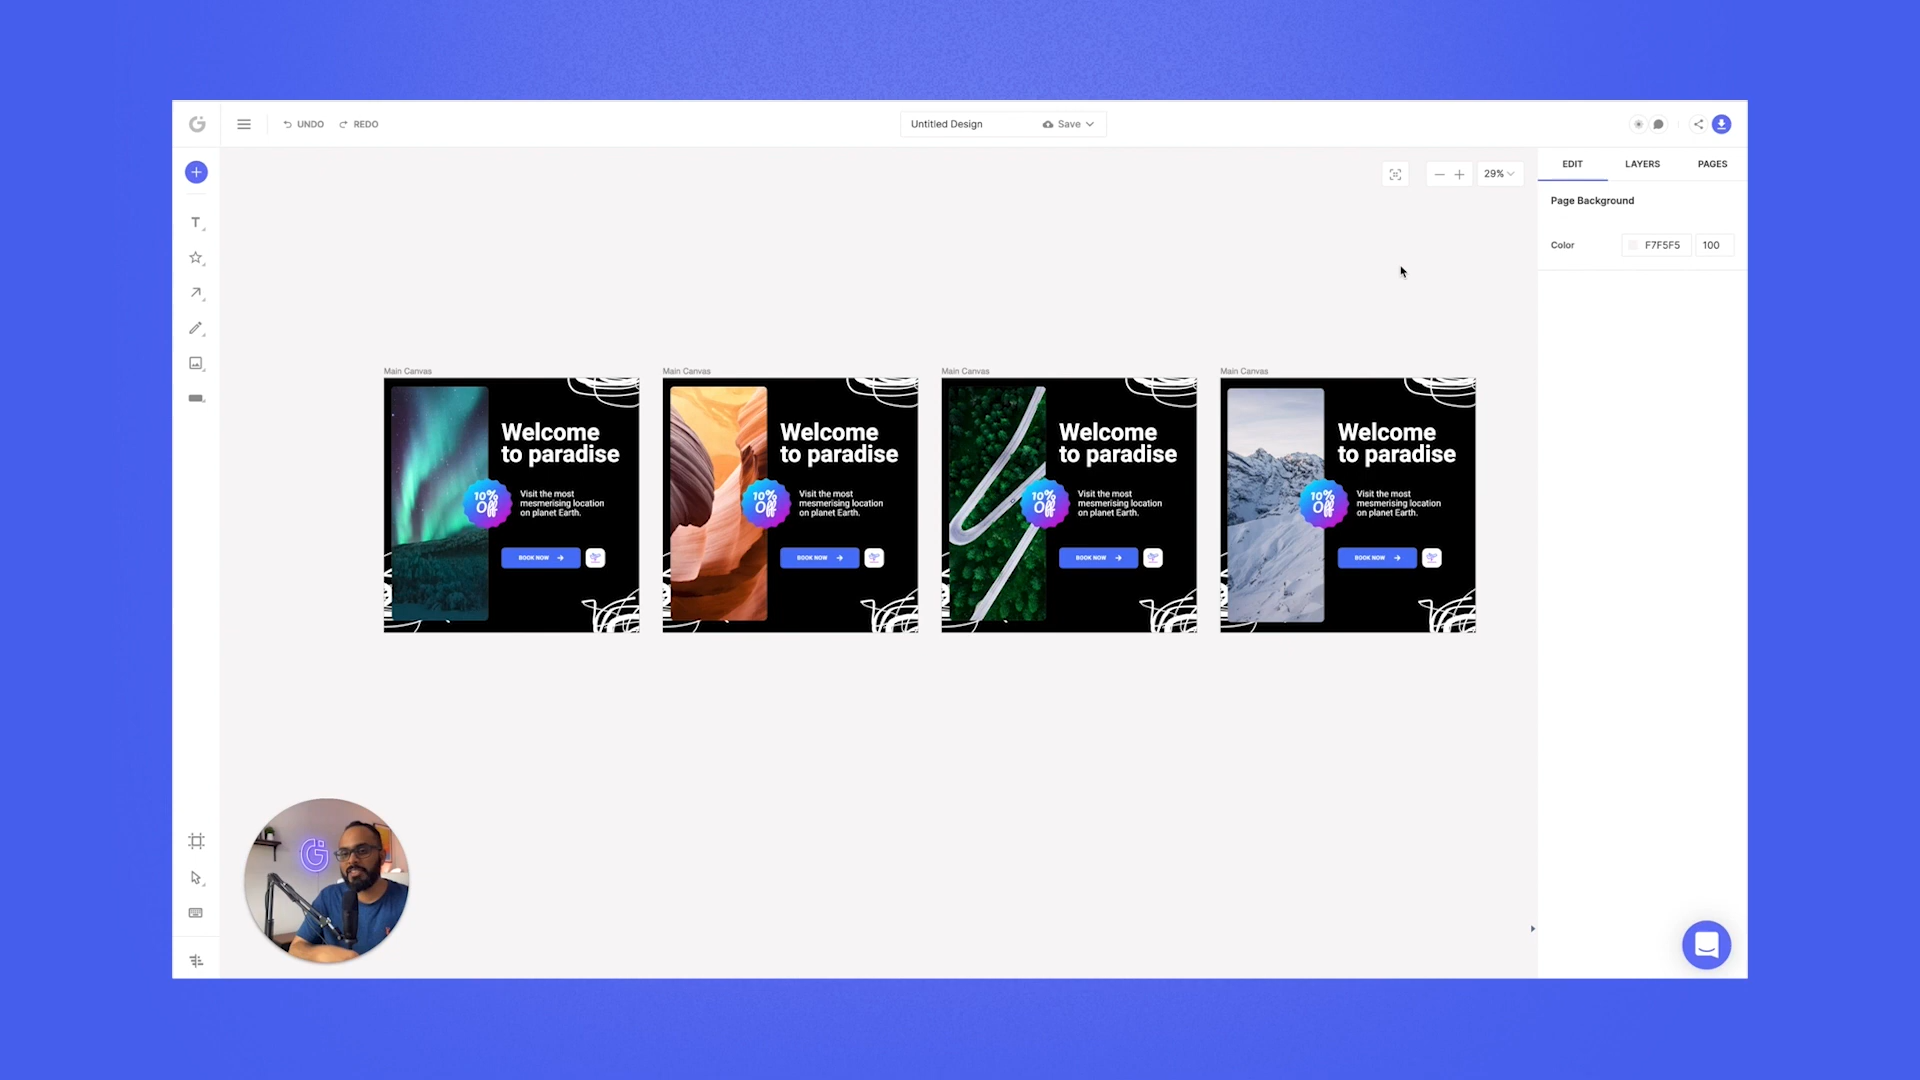 UNDO
REDO
Untitled Design
Save
29%
EDIT
LAYERS
PAGES
Page Background
Color
F7F5F5
100
T
Main Canvas
Welcome
to paradise
10%
Off
Visit the most
mesmerising location
on planet Earth.
BOOK NOW
Main Canvas
Welcome
to paradise
10%
Off
Visit the most
mesmerising location
on planet Earth.
BOOK NOW
Main Canvas
Welcome
to paradise
10%
Off
Visit the most
mesmerising location
on planet Earth.
BOOK NOW
Main Canvas
Welcome
to paradise
10%
Off
Visit the most
mesmerising location
on planet Earth.
BOOK NOW